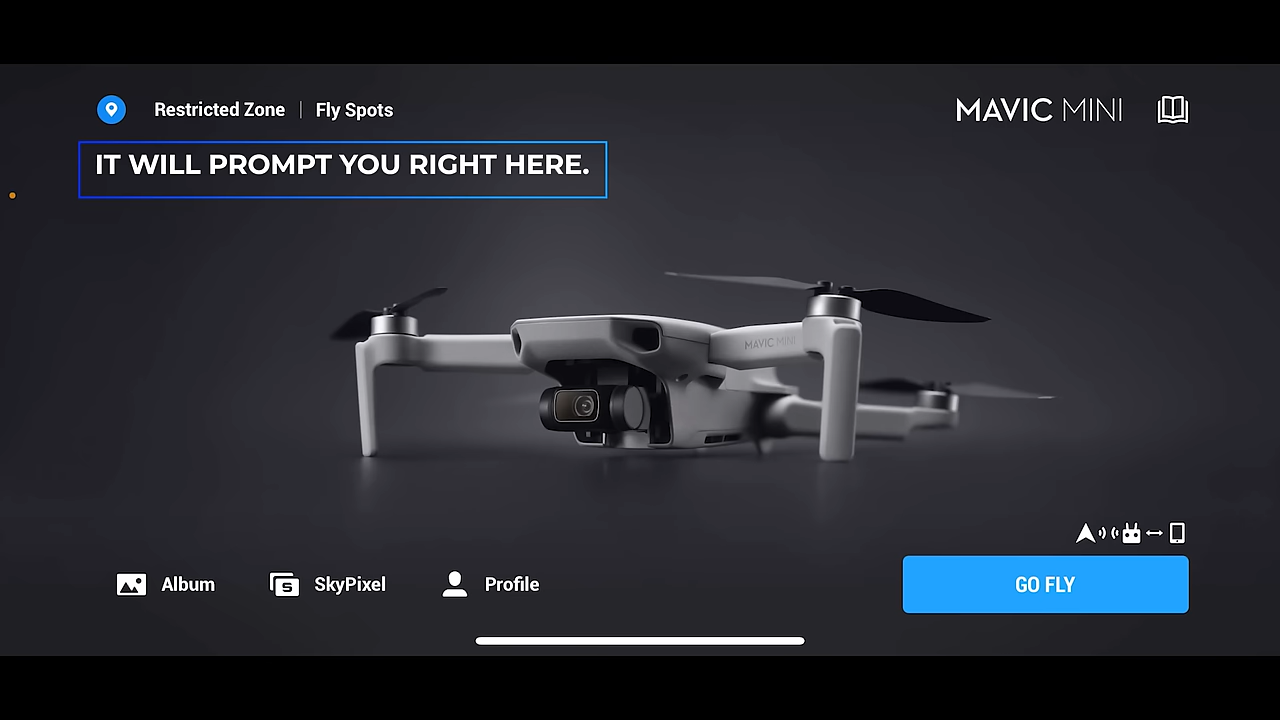 Restricted Zone | Fly Spots
MAVIC MINI
IT WILL PROMPT YOU RIGHT HERE.
MAVIC MINI
Album
SkyPixel
Profile
GO FLY